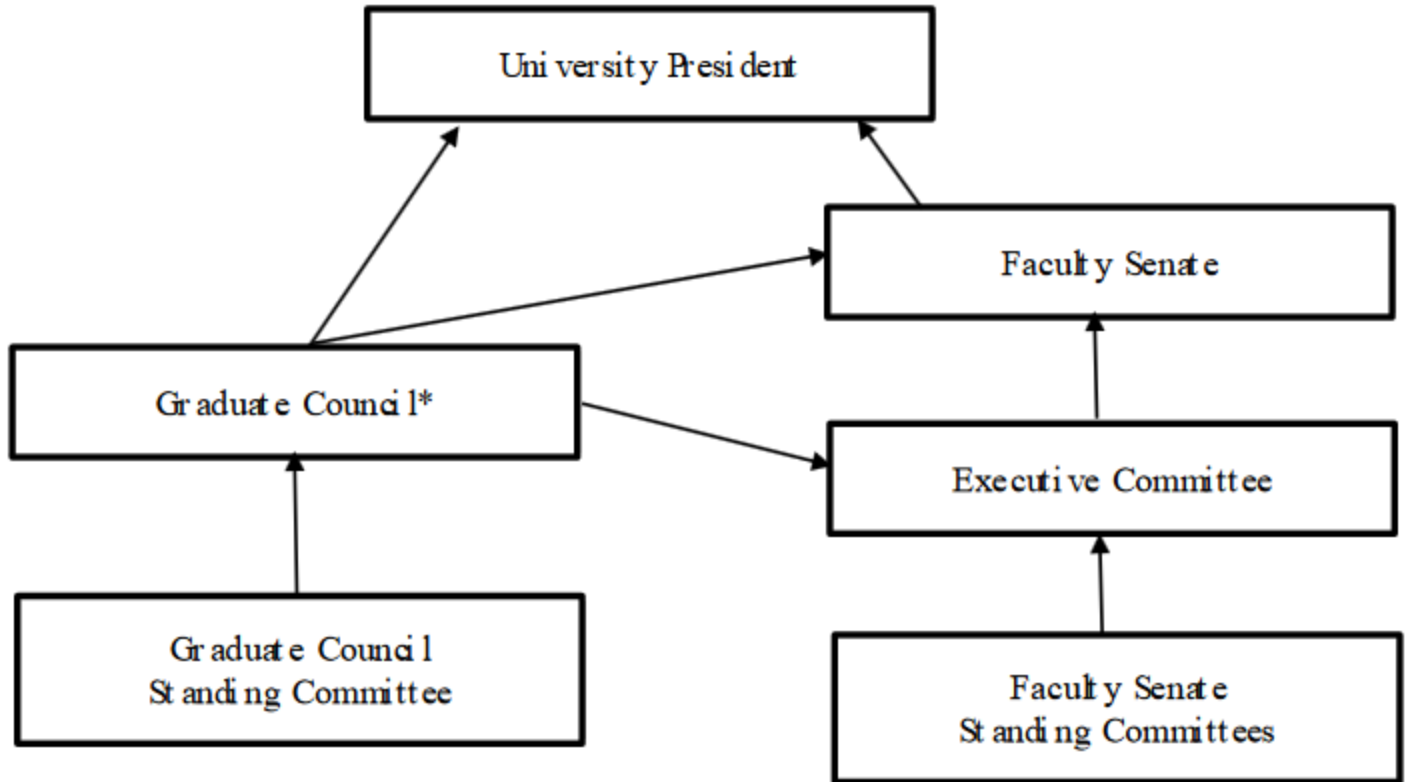 University President
Faculty Senate
Graduate Council*
Executive Committee
Graduate Council
Standing Committee
Faculty Senate
Standing Committees